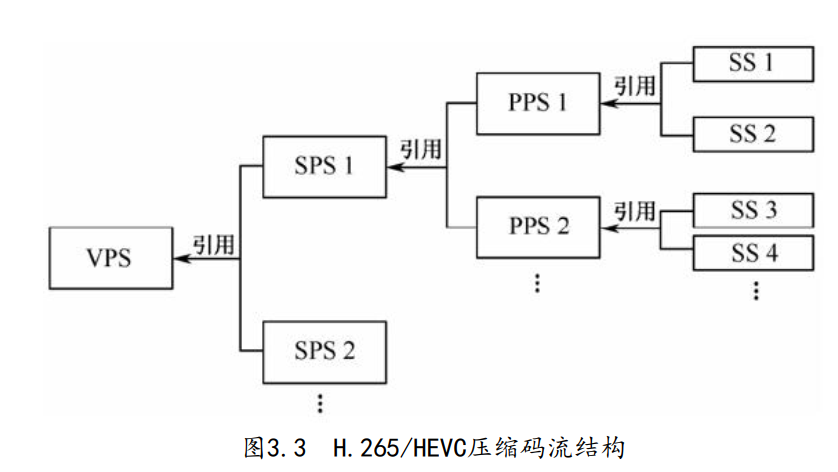 SS 1
引用
PPS 1
SS 2
引用
SPS 1
SS 3
引用
PPS 2
SS 4
引用
VPS
SPS 2
图3.3 H.265/HEVC压缩码流结构